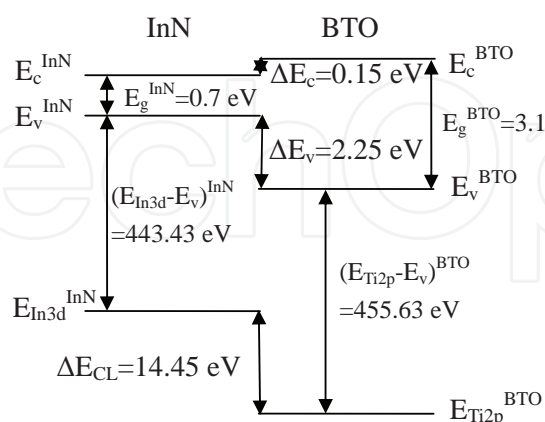 InN BTO
E_c^InN ΔE_c=0.15 eV E_c^BTO
E_g^InN=0.7 eV
E_v^InN E_g^BTO=3.1
ΔE_v=2.25 eV
E_v^BTO
(E_In3d-E_v)^InN
=443.43 eV
(E_Ti2p-E_v)^BTO
=455.63 eV
E_In3d^InN
ΔE_CL=14.45 eV
E_Ti2p^BTO